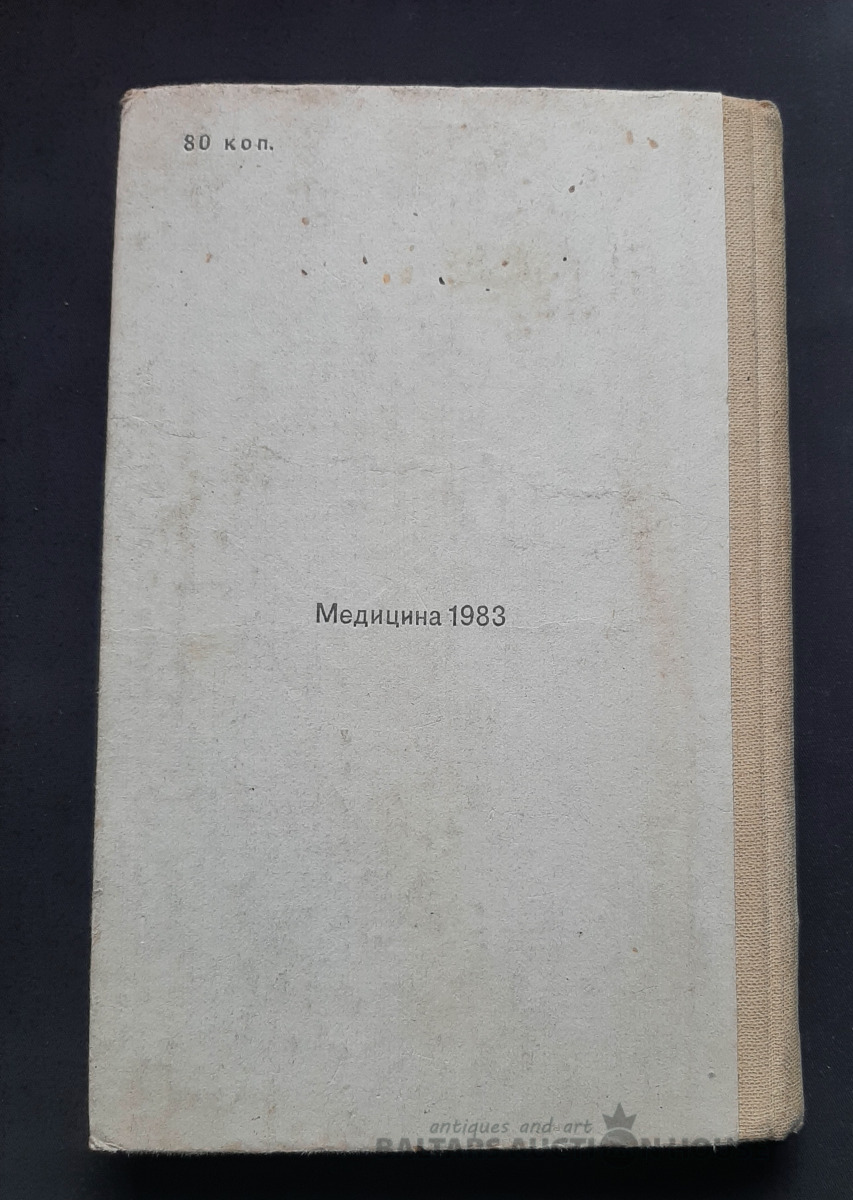 80 коп.
Медицина 1983
antiques and art